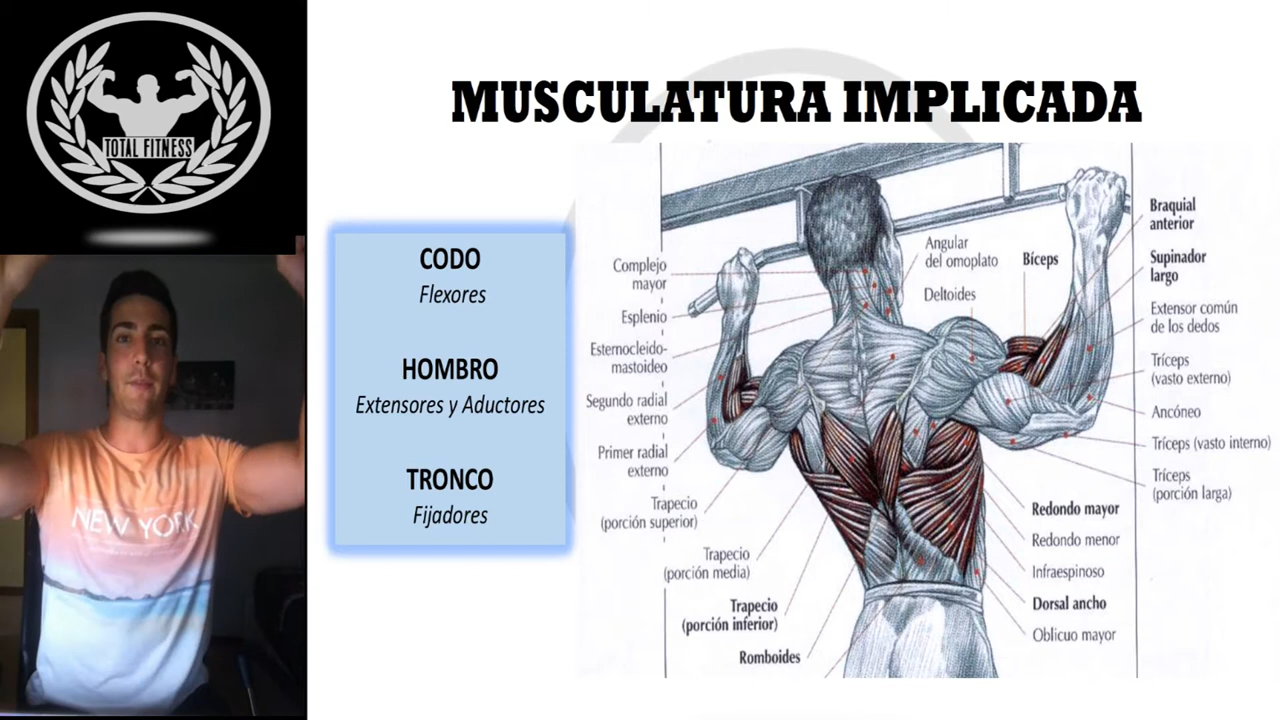 TOTAL FITNESS
NEW YORK
MUSCULATURA IMPLICADA
CODO
Flexores
HOMBRO
Extensores y Aductores
TRONCO
Fijadores
Complejo
mayor
Esplenio
Esternocleido-
mastoideo
Segundo radial
externo
Primer radial
externo
Trapecio
(porción superior)
Trapecio
(porción media)
Trapecio
(porción inferior)
Romboides
Angular
del omoplato
Deltoides
Bíceps
Braquial
anterior
Supinador
largo
Extensor común
de los dedos
Tríceps
(vasto externo)
Ancóneo
Tríceps (vasto interno)
Tríceps
(porción larga)
Redondo mayor
Redondo menor
Infraespinoso
Dorsal ancho
Oblicuo mayor